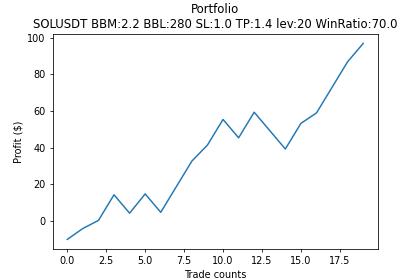 Portfolio
SOLUSDT BBM:2.2 BBL:280 SL:1.0 TP:1.4 lev:20 WinRatio:70.0
100
80
60
40
20
0
Profit ($)
0.0 2.5 5.0 7.5 10.0 12.5 15.0 17.5
Trade counts